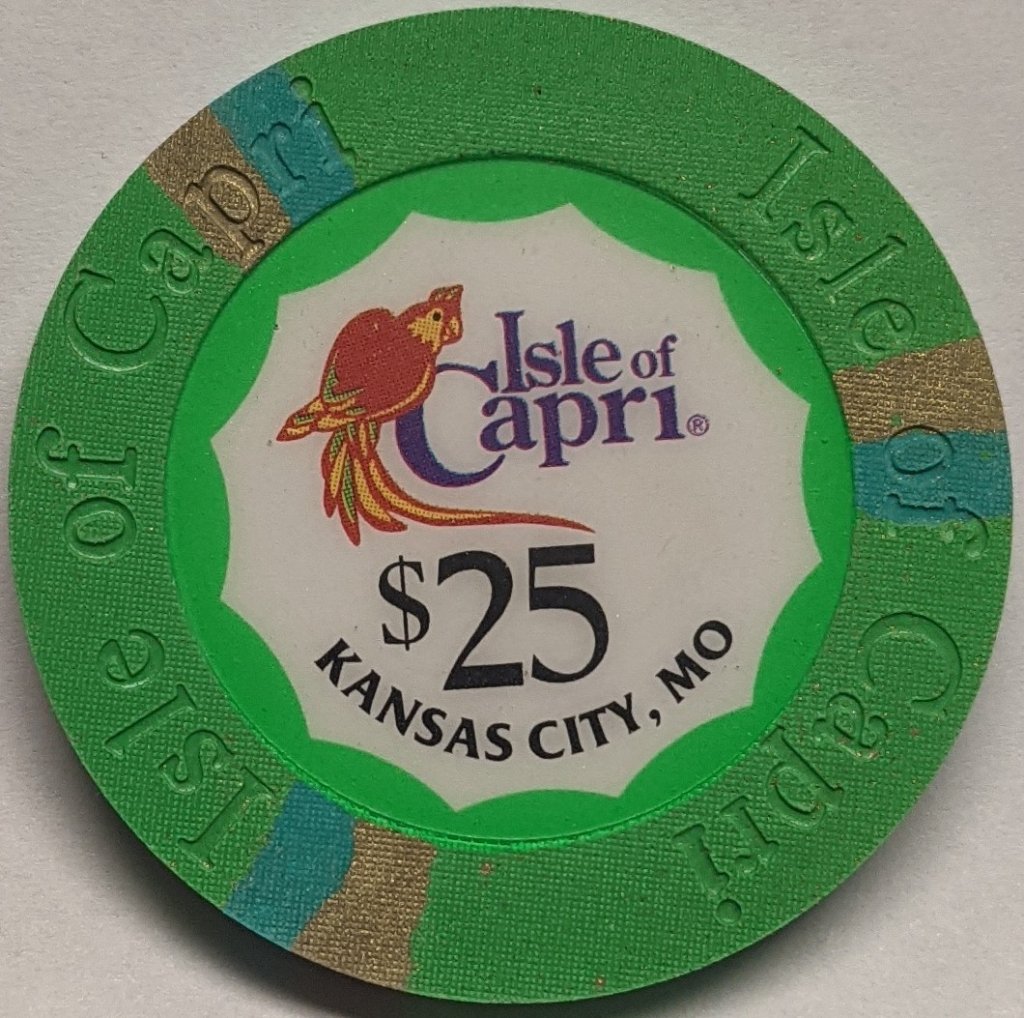 Isle of
Capri®
$25
KANSAS CITY, MO
Isle of Capri
Isle of Capri